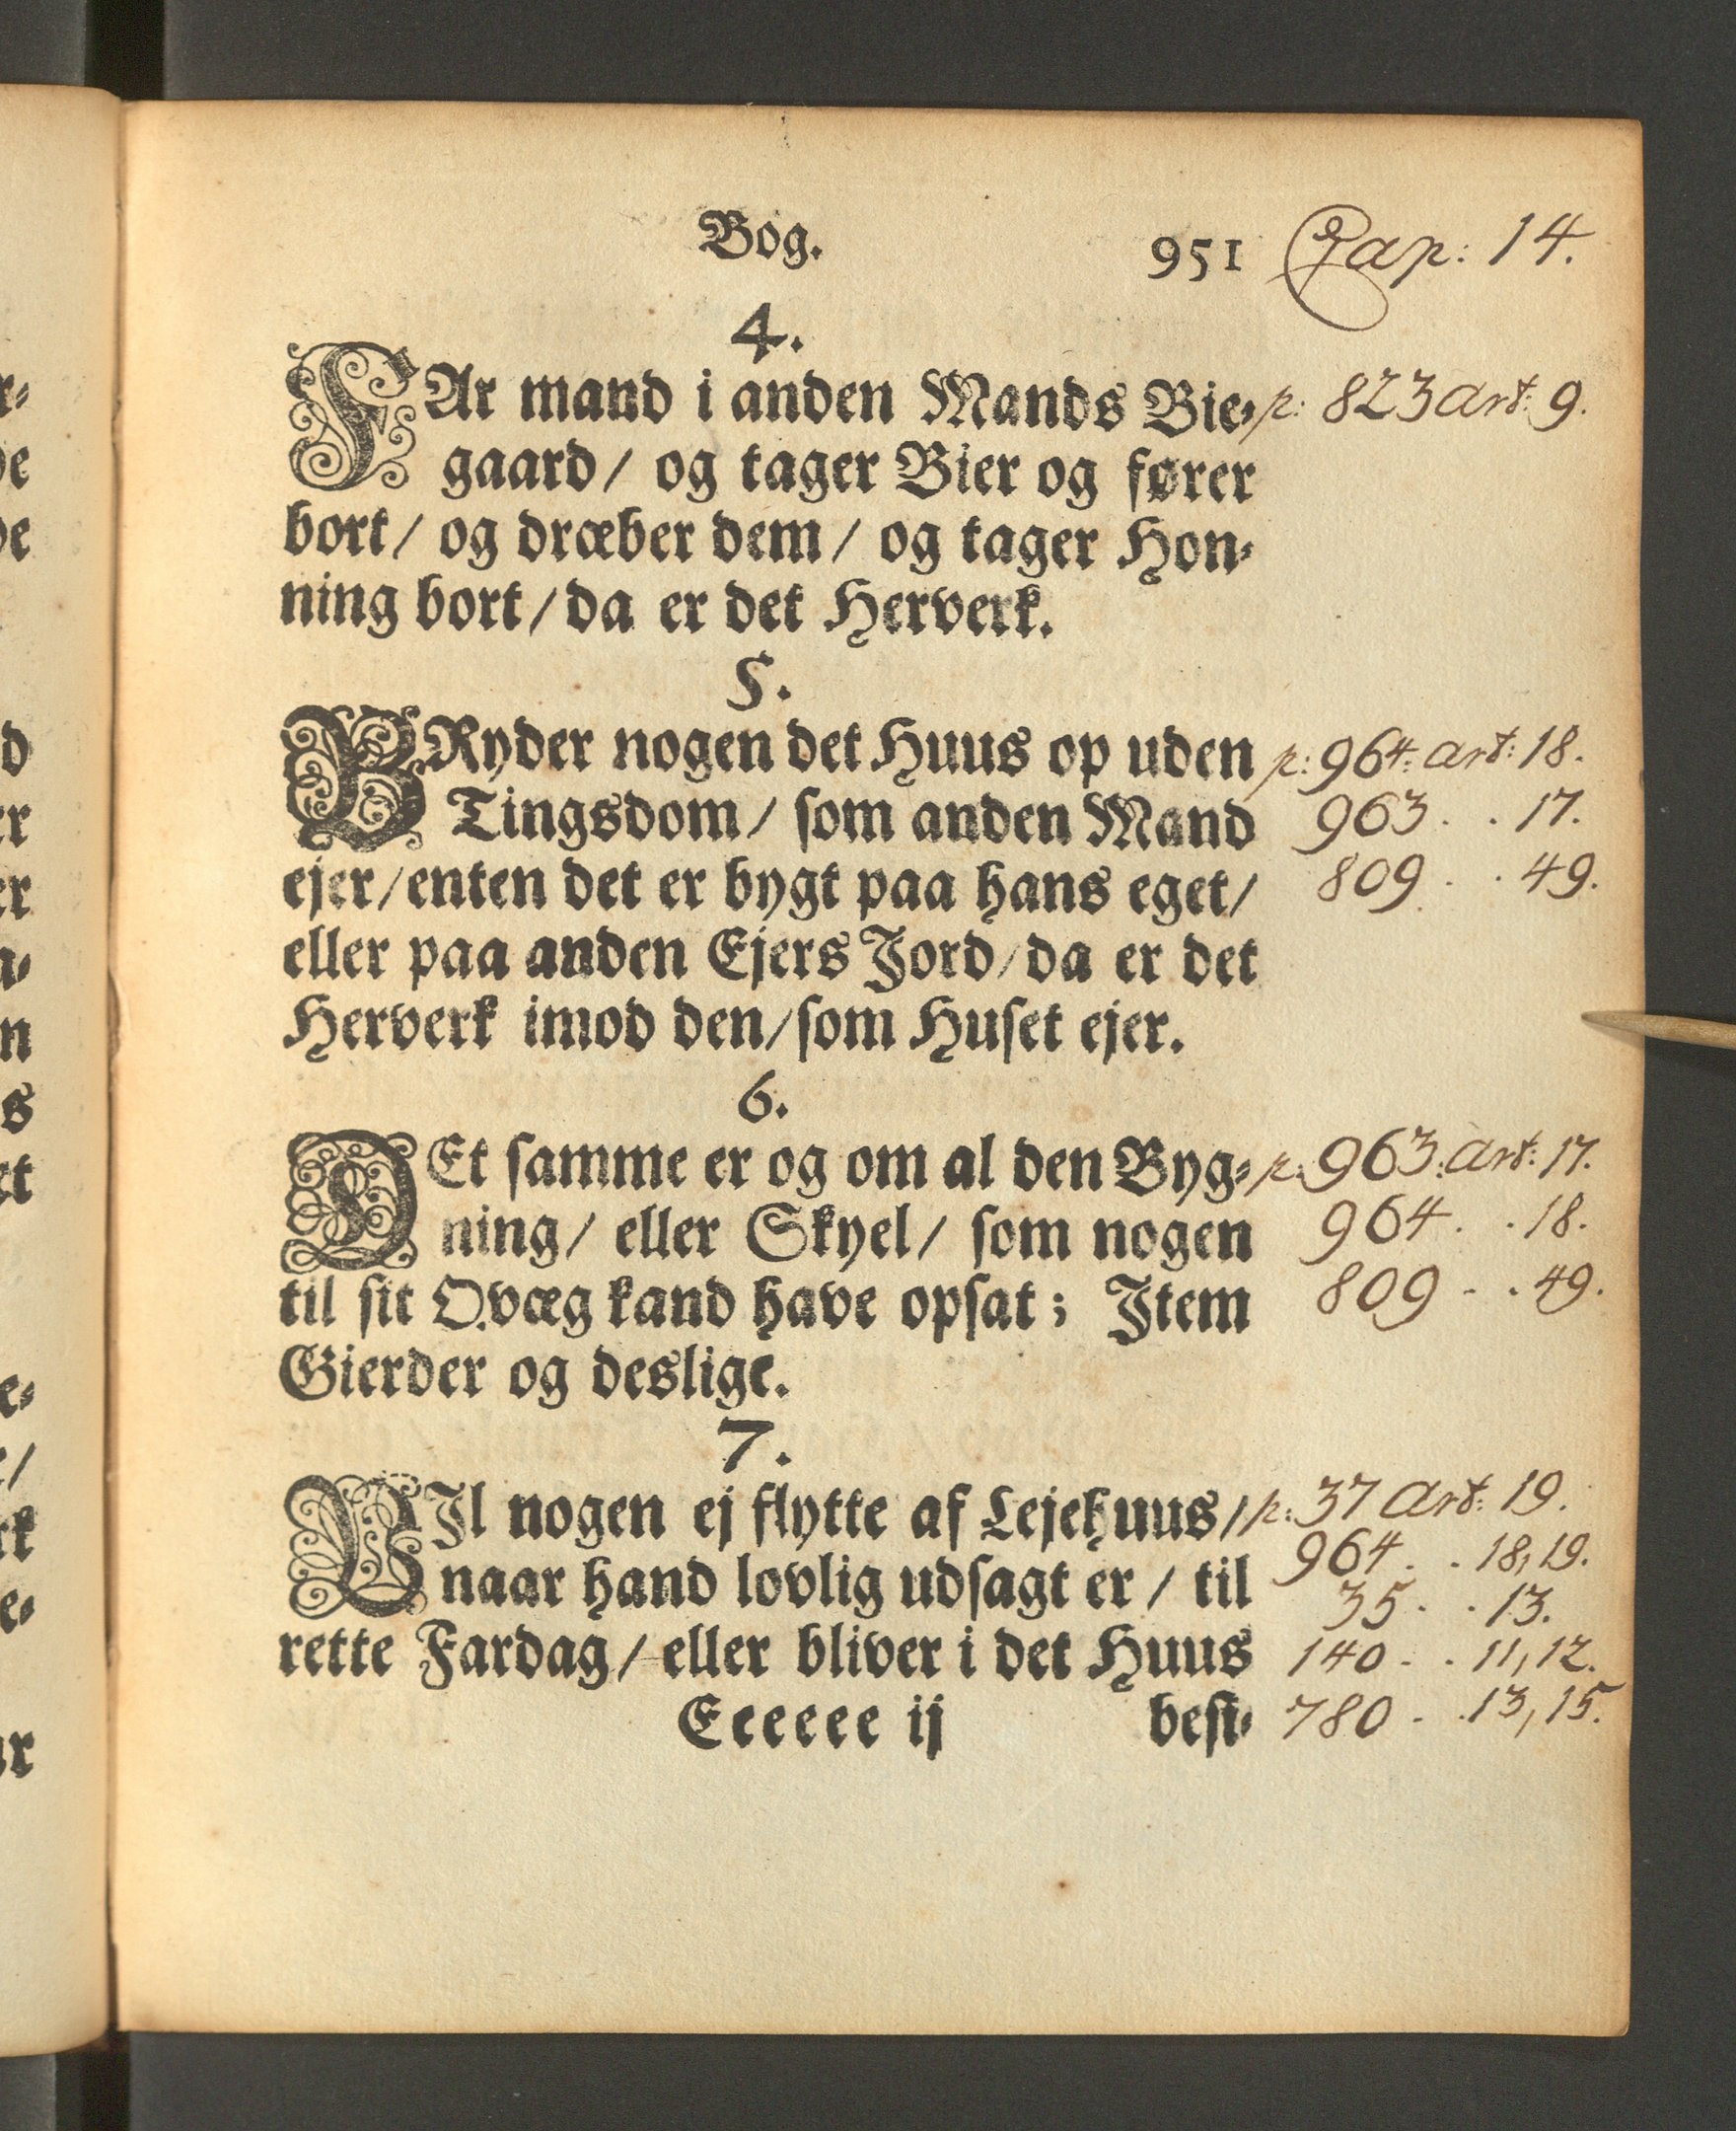 Bog. 951 Cap: 14.
4.
FAr mand i anden Mands Bie- p: 823 art: 9.
gaard/ og tager Bier og fører
bort/ og dræber dem/ og tager Hon-
ning bort/ da er det Herverk.
5.
BRyder nogen det Huus op uden p: 964: art: 18.
Tingsdom/ som anden Mand 963 . . 17.
ejer/ enten det er bygt paa hans eget/ 809 . . 49.
eller paa anden Ejers Jord/ da er det
Herverk imod den/ som Huset ejer.
6.
DEt samme er og om al den Byg- p: 963: art: 17.
ning/ eller Skyel/ som nogen 964 . . 18.
til sit Qvæg kand have opsat; Item 809 . . 49.
Gierder og deslige.
7.
VIl nogen ej flytte af Lejehuus/ p: 37 art: 19.
naar hand lovlig udsagt er/ til 964 . . 18, 19.
35 . . 13.
rette Fardag/ eller bliver i det Huus 140 . . 11, 12.
Eeeeee ij besi- 780 . . 13, 15.